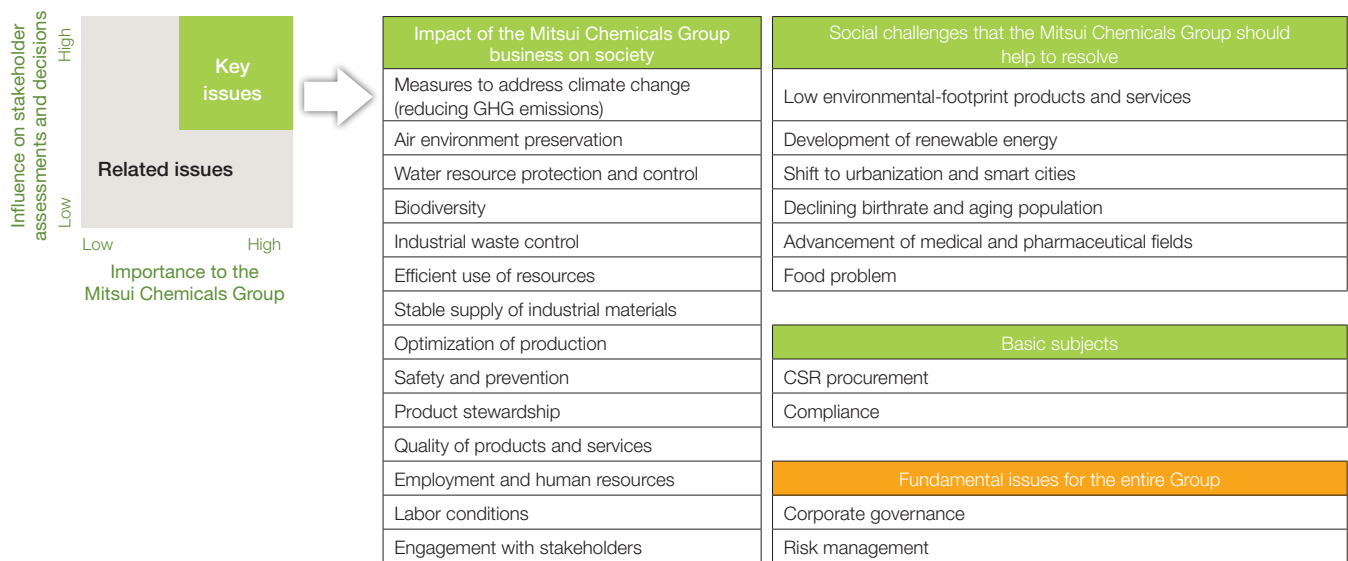 Influence on stakeholder
assessments and decisions
High
Low
Key
issues
Related issues
Low
High
Importance to the
Mitsui Chemicals Group
Impact of the Mitsui Chemicals Group
business on society
Measures to address climate change
(reducing GHG emissions)
Air environment preservation
Water resource protection and control
Biodiversity
Industrial waste control
Efficient use of resources
Stable supply of industrial materials
Optimization of production
Safety and prevention
Product stewardship
Quality of products and services
Employment and human resources
Labor conditions
Engagement with stakeholders
Social challenges that the Mitsui Chemicals Group should
help to resolve
Low environmental-footprint products and services
Development of renewable energy
Shift to urbanization and smart cities
Declining birthrate and aging population
Advancement of medical and pharmaceutical fields
Food problem
Basic subjects
CSR procurement
Compliance
Fundamental issues for the entire Group
Corporate governance
Risk management